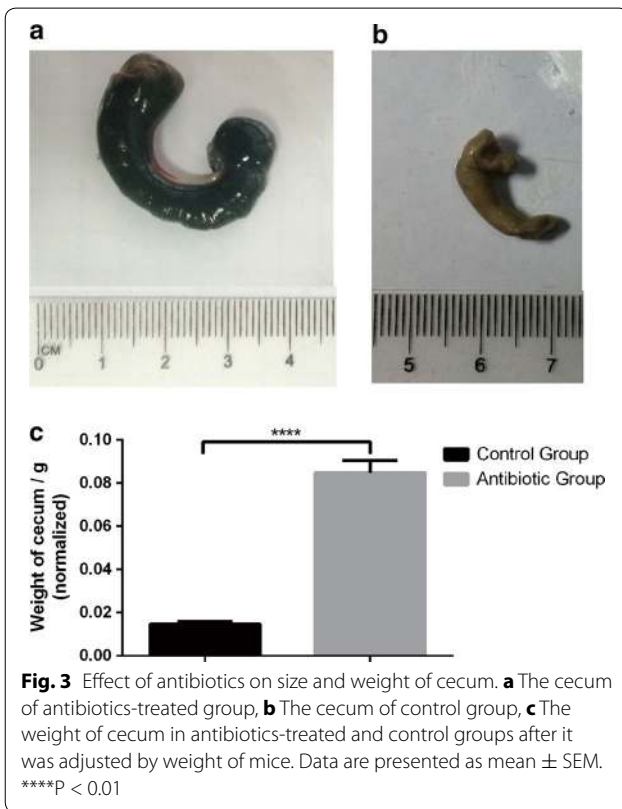 a
b
0 CM 1 2 3 4
5 6 7
c
****
0.10
0.08
0.06
0.04
0.02
0.00
Weight of cecum / g
(normalized)
Control Group
Antibiotic Group
Fig. 3 Effect of antibiotics on size and weight of cecum. a The cecum
of antibiotics-treated group, b The cecum of control group, c The
weight of cecum in antibiotics-treated and control groups after it
was adjusted by weight of mice. Data are presented as mean ± SEM.
****P < 0.01